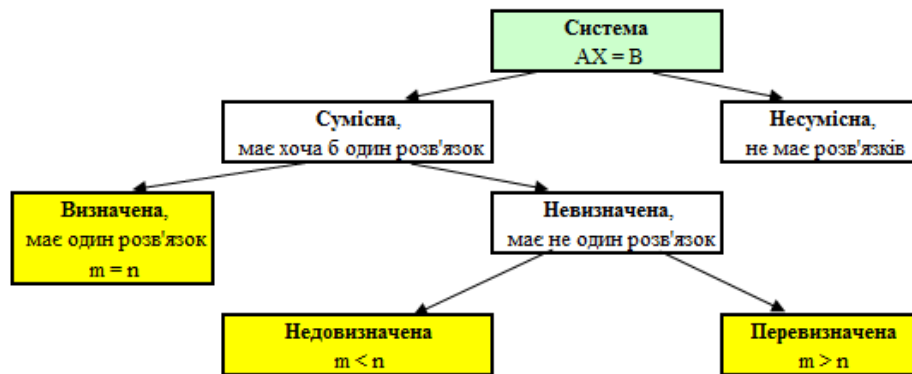 Система
AX = B
Сумісна,
має хоча б один розв'язок
Несумісна,
не має розв'язків
Визначена,
має один розв'язок
m = n
Невизначена,
має не один розв'язок
Недовизначена
m < n
Перевизначена
m > n